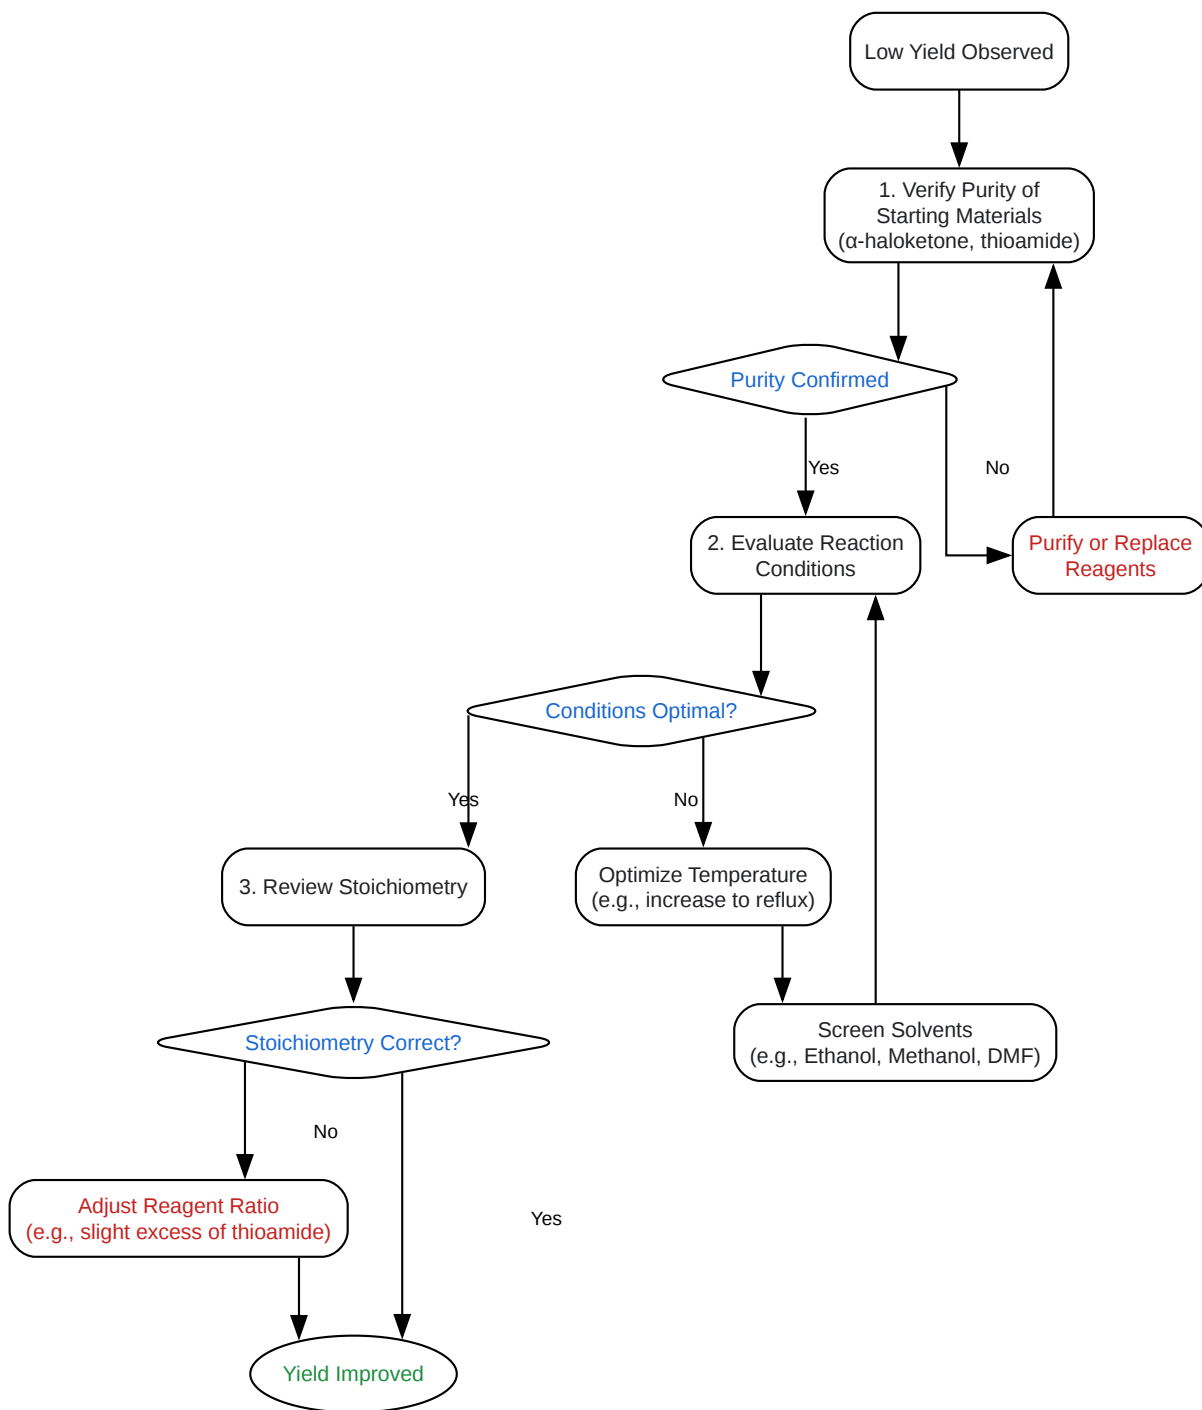 Low Yield Observed
1. Verify Purity of
Starting Materials
(α-haloketone, thioamide)
Purity Confirmed
Yes
No
2. Evaluate Reaction
Conditions
Purify or Replace
Reagents
Conditions Optimal?
Yes
No
3. Review Stoichiometry
Optimize Temperature
(e.g., increase to reflux)
Stoichiometry Correct?
Screen Solvents
(e.g., Ethanol, Methanol, DMF)
No
Adjust Reagent Ratio
(e.g., slight excess of thioamide)
Yes
Yield Improved